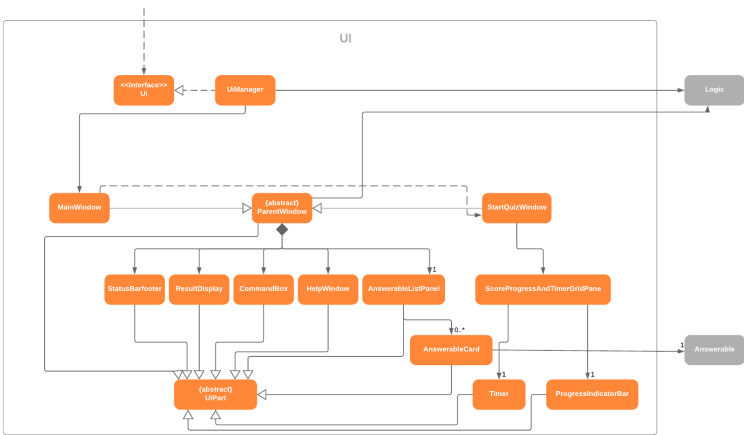 UI
<<interface>>
Ui
UiManager
Logic
MainWindow
{abstract}
ParentWindow
StartQuizWindow
StatusBarfooter
ResultDisplay
CommandBox
HelpWindow
AnswerableListPanel
1
ScoreProgressAndTimerGridPane
0..*
AnswerableCard
1
Answerable
{abstract}
UiPart
1
Timer
1
ProgressIndicatorBar